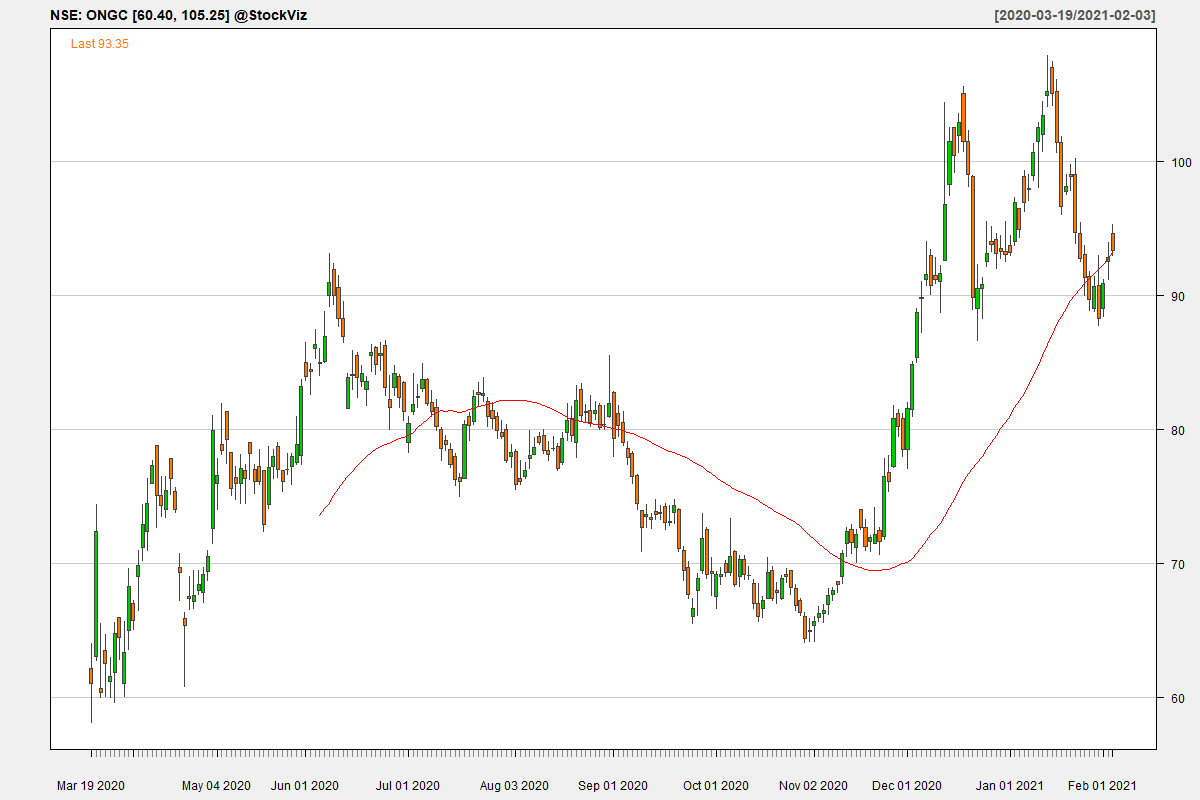 NSE: ONGC [60.40, 105.25] @StockViz
[2020-03-19/2021-02-03]
Last 93.35
100
90
80
70
60
Mar 19 2020 May 04 2020 Jun 01 2020 Jul 01 2020 Aug 03 2020 Sep 01 2020 Oct 01 2020 Nov 02 2020 Dec 01 2020 Jan 01 2021 Feb 01 2021